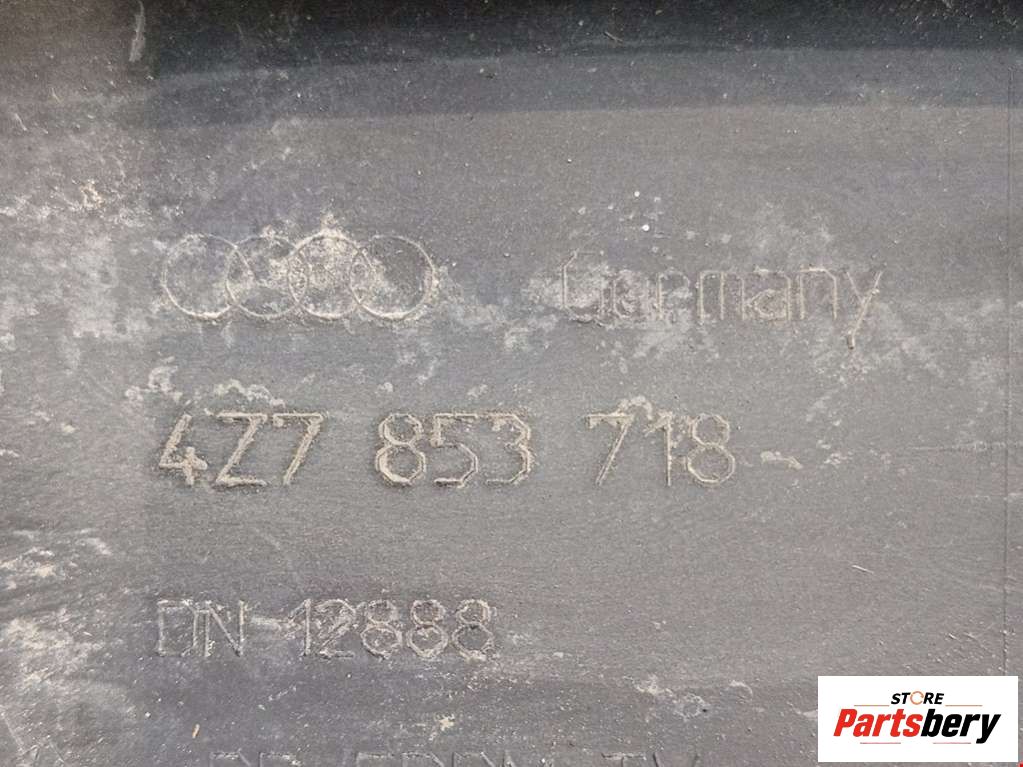 Germany
4Z7 853 718
DN 12888
STORE
Partsbery